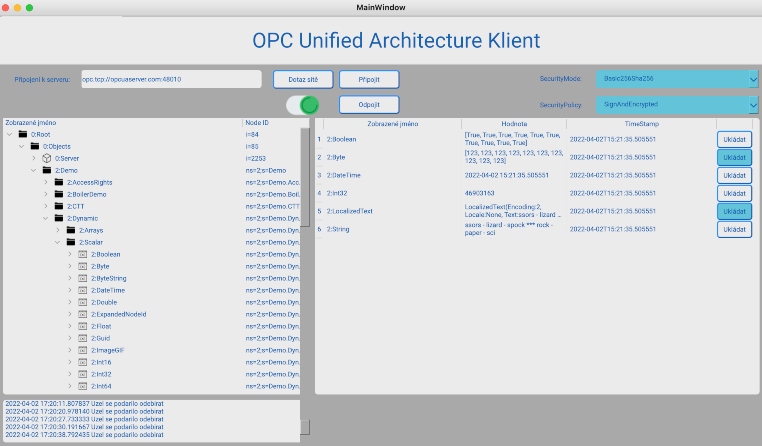 MainWindow
OPC Unified Architecture Klient
Připojení k serveru: opc.tcp://opcuaserver.com:48010 Dotaz sítě Připojit SecurityMode: Basic256Sha256
Odpojit SecurityPolicy: SignAndEncrypted
Zobrazené jméno Node ID
0:Root i=84
0:Objects i=85
0:Server i=2253
2:Demo ns=2;s=Demo
2:AccessRights ns=2;s=Demo.Acc.
2:BoilerDemo ns=2;s=Demo.Boil.
2:CTT ns=2;s=Demo.CTT
2:Dynamic ns=2;s=Demo.Dyn.
2:Arrays ns=2;s=Demo.Dyn.
2:Scalar ns=2;s=Demo.Dyn.
2:Boolean ns=2;s=Demo.Dyn.
2:Byte ns=2;s=Demo.Dyn.
2:ByteString ns=2;s=Demo.Dyn.
2:DateTime ns=2;s=Demo.Dyn.
2:Double ns=2;s=Demo.Dyn.
2:ExpandedNodeId ns=2;s=Demo.Dyn.
2:Float ns=2;s=Demo.Dyn.
2:Guid ns=2;s=Demo.Dyn.
2:ImageGIF ns=2;s=Demo.Dyn.
2:Int16 ns=2;s=Demo.Dyn.
2:Int32 ns=2;s=Demo.Dyn.
2:Int64 ns=2;s=Demo.Dyn.
Zobrazené jméno Hodnota TimeStamp
1 2:Boolean [True, True, True, True, True, True, 2022-04-02T15:21:35.505551 Ukládat
True, True, True, True]
2 2:Byte [123, 123, 123, 123, 123, 123, 123, 2022-04-02T15:21:35.505551 Ukládat
123, 123, 123]
3 2:DateTime 2022-04-02 15:21:35.505551 2022-04-02T15:21:35.505551 Ukládat
4 2:Int32 46903163 2022-04-02T15:21:35.505551 Ukládat
5 2:LocalizedText LocalizedText(Encoding:2, 2022-04-02T15:21:35.505551 Ukládat
Locale:None, Text:ssors - lizard ...
6 2:String ssors - lizard - spock *** rock - 2022-04-02T15:21:35.505551 Ukládat
paper - sci
2022-04-02 17:20:11.807837 Uzel se podarilo odebirat
2022-04-02 17:20:20.978140 Uzel se podarilo odebirat
2022-04-02 17:20:27.733333 Uzel se podarilo odebirat
2022-04-02 17:20:30.191667 Uzel se podarilo odebirat
2022-04-02 17:20:38.792435 Uzel se podarilo odebirat